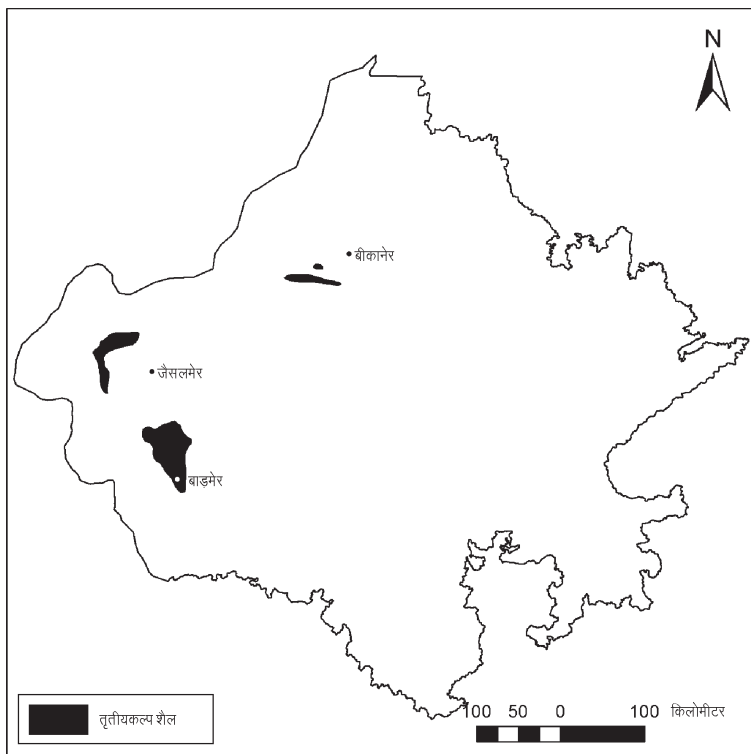 N
बीकानेर
जैसलमेर
बाड़मेर
तृतीयकल्प शैल
100 50 0 100 किलोमीटर